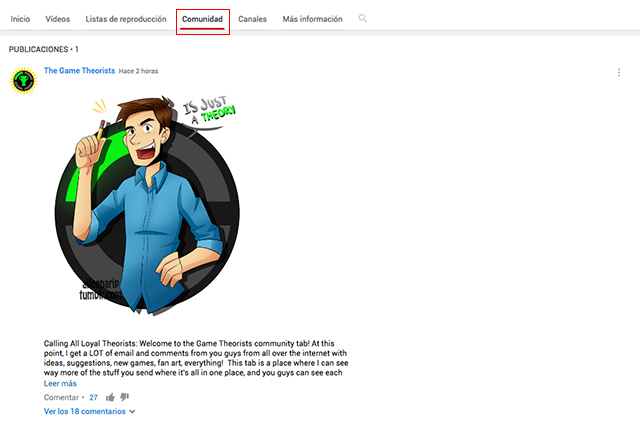 Inicio Vídeos Listas de reproducción Comunidad Canales Más información
PUBLICACIONES • 1
The Game Theorists Hace 2 horas
IS JUST
A THEORY
tumblr.com
Calling All Loyal Theorists: Welcome to the Game Theorists community tab! At this
point, I get a LOT of email and comments from you guys from all over the internet with
ideas, suggestions, new games, fan art, everything! This tab is a place where I can see
way more of the stuff you send where it's all in one place, and you guys can see each
Leer más
Comentar • 27
Ver los 18 comentarios